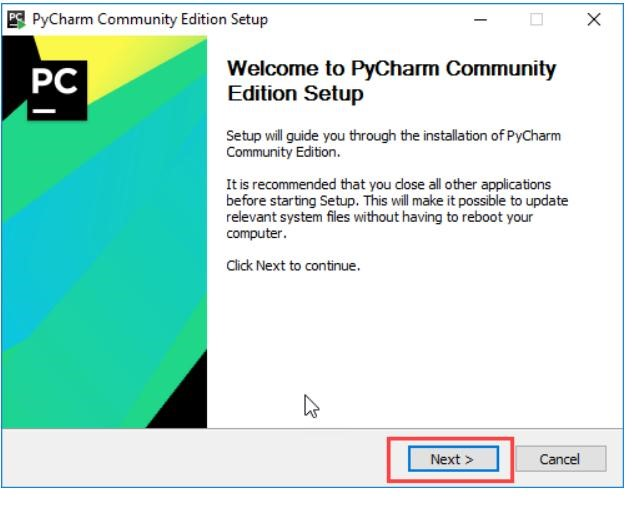 PC PyCharm Community Edition Setup
PC
Welcome to PyCharm Community
Edition Setup
Setup will guide you through the installation of PyCharm
Community Edition.
It is recommended that you close all other applications
before starting Setup. This will make it possible to update
relevant system files without having to reboot your
computer.
Click Next to continue.
Next >
Cancel